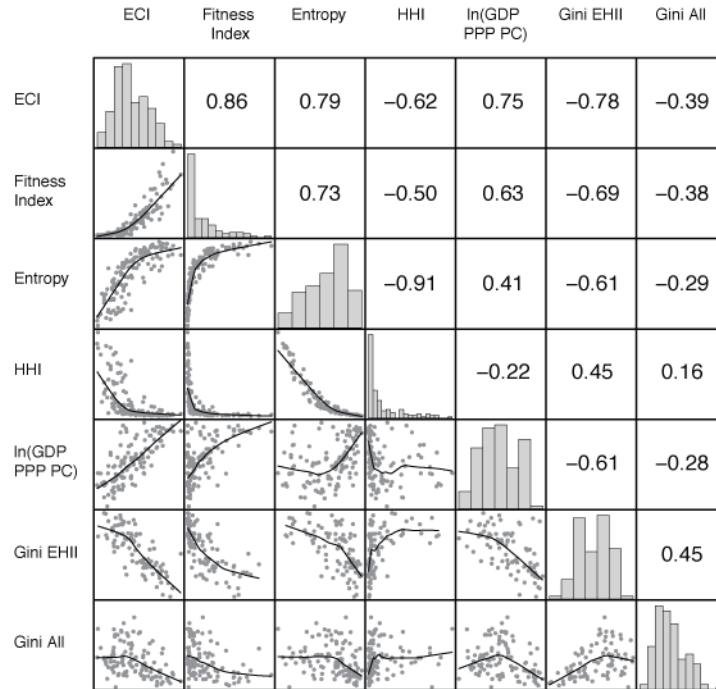 ECI Fitness Index Entropy HHI ln(GDP PPP PC) Gini EHII Gini All
ECI 0.86 0.79 −0.62 0.75 −0.78 −0.39
Fitness Index 0.73 −0.50 0.63 −0.69 −0.38
Entropy −0.91 0.41 −0.61 −0.29
HHI −0.22 0.45 0.16
ln(GDP PPP PC) −0.61 −0.28
Gini EHII 0.45
Gini All